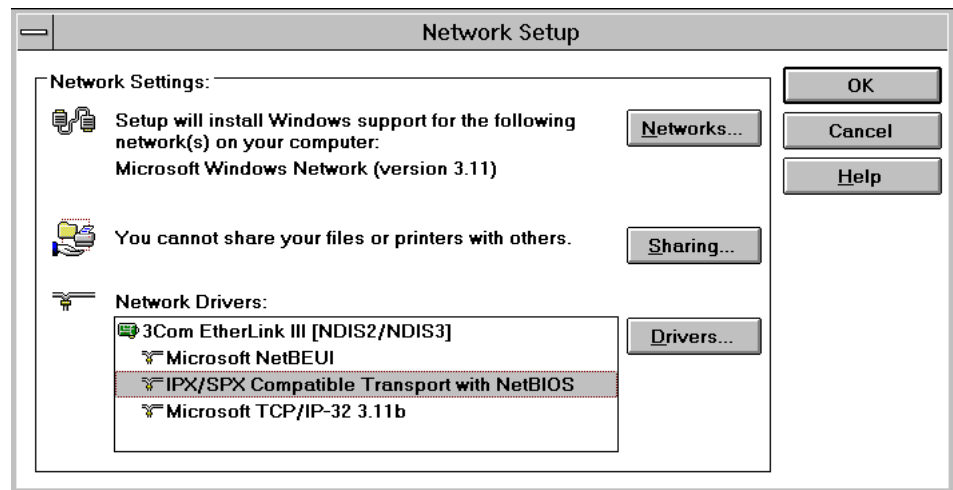 Network Setup
Network Settings:
OK
Setup will install Windows support for the following
network(s) on your computer:
Networks...
Cancel
Microsoft Windows Network (version 3.11)
Help
You cannot share your files or printers with others.
Sharing...
Network Drivers:
3Com EtherLink III [NDIS2/NDIS3]
Drivers...
Microsoft NetBEUI
IPX/SPX Compatible Transport with NetBIOS
Microsoft TCP/IP-32 3.11b